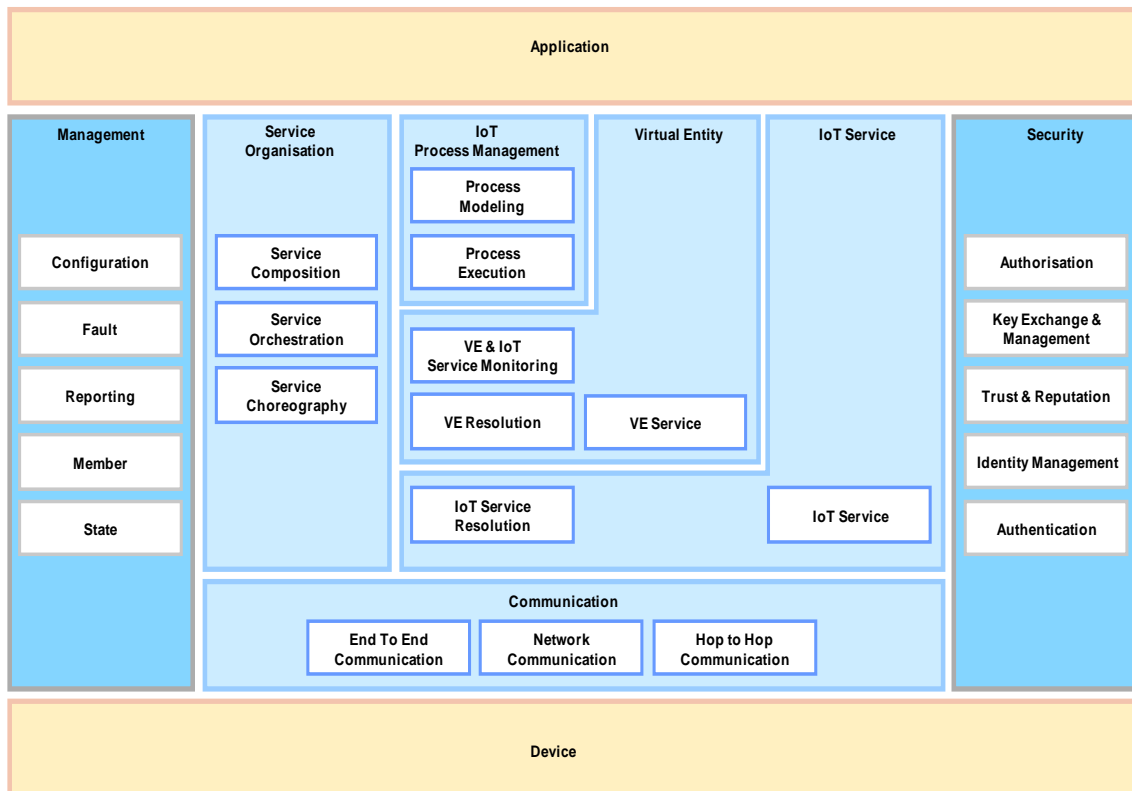 Application
Management
Service
Organisation
IoT
Process Management
Virtual Entity
IoT Service
Security
Process
Modeling
Configuration
Service
Composition
Process
Execution
Authorisation
Fault
Service
Orchestration
VE & IoT
Service Monitoring
Key Exchange &
Management
Reporting
Service
Choreography
VE Resolution
VE Service
Trust & Reputation
Member
Identity Management
State
IoT Service
Resolution
IoT Service
Authentication
Communication
End To End
Communication
Network
Communication
Hop to Hop
Communication
Device